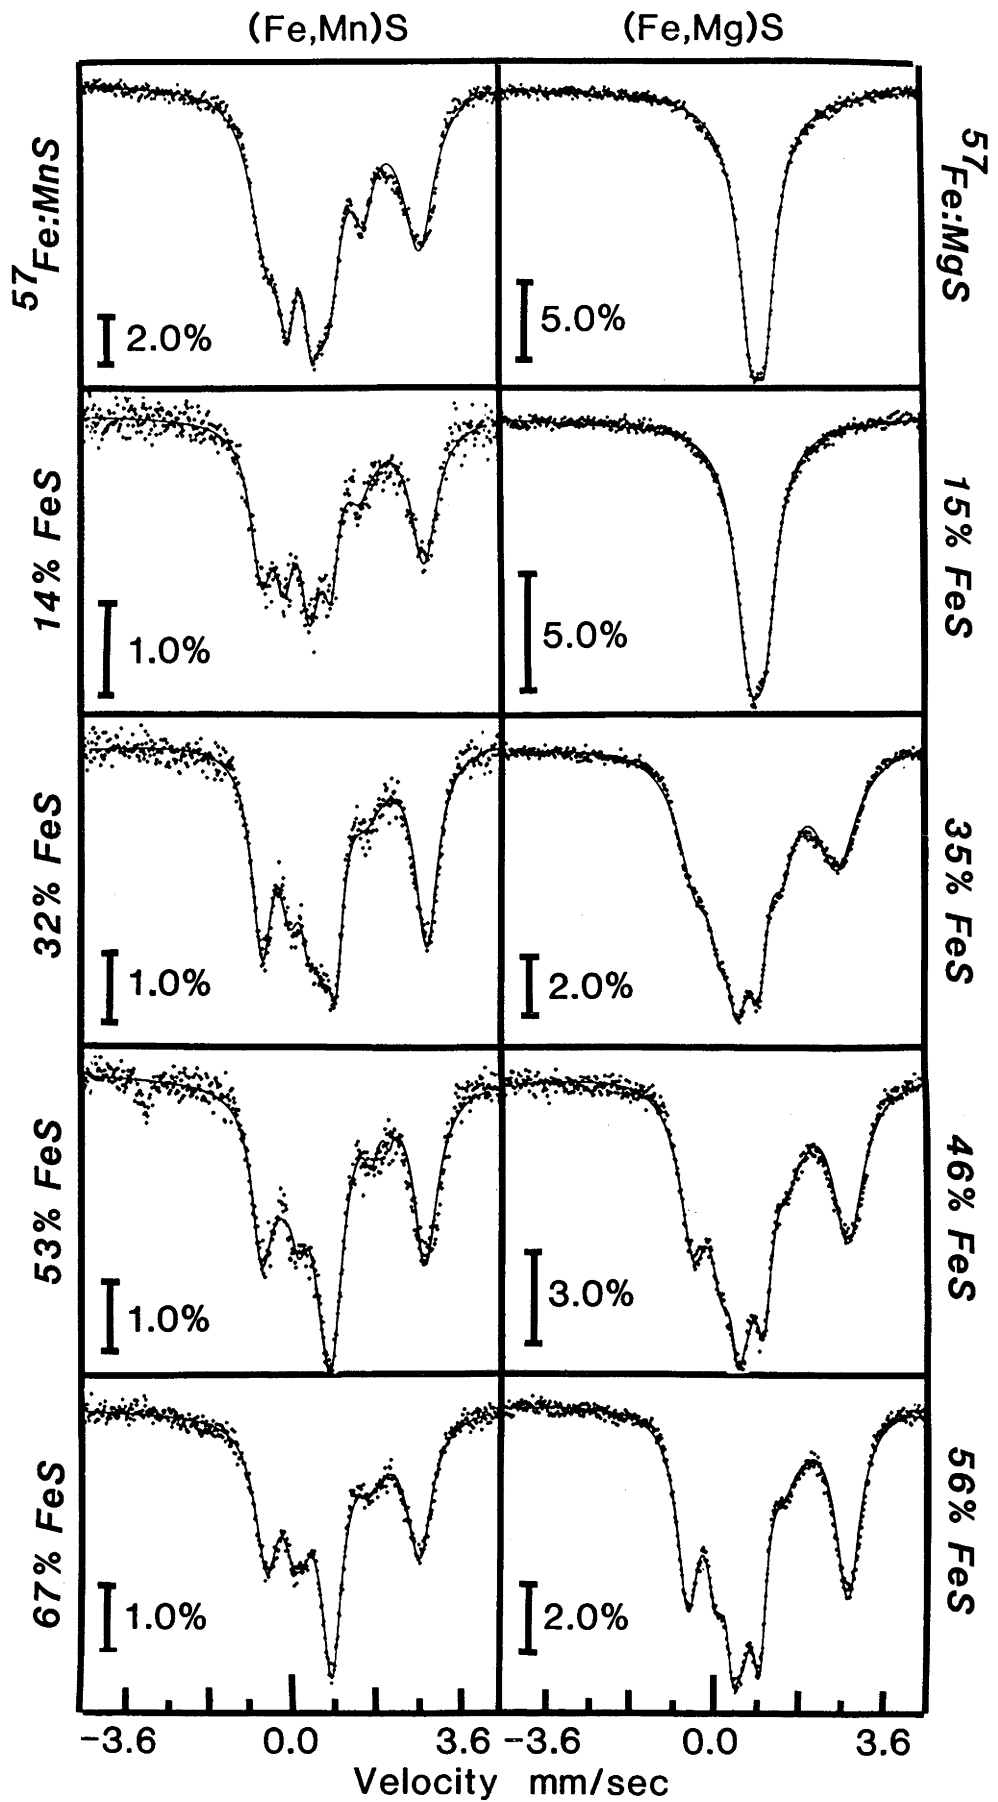 (Fe,Mn)S (Fe,Mg)S
57Fe:MnS 2.0% 5.0% 57Fe:MgS
14% FeS 1.0% 5.0% 15% FeS
32% FeS 1.0% 2.0% 35% FeS
53% FeS 1.0% 3.0% 46% FeS
67% FeS 1.0% 2.0% 56% FeS
−3.6 0.0 3.6 −3.6 0.0 3.6
Velocity mm/sec